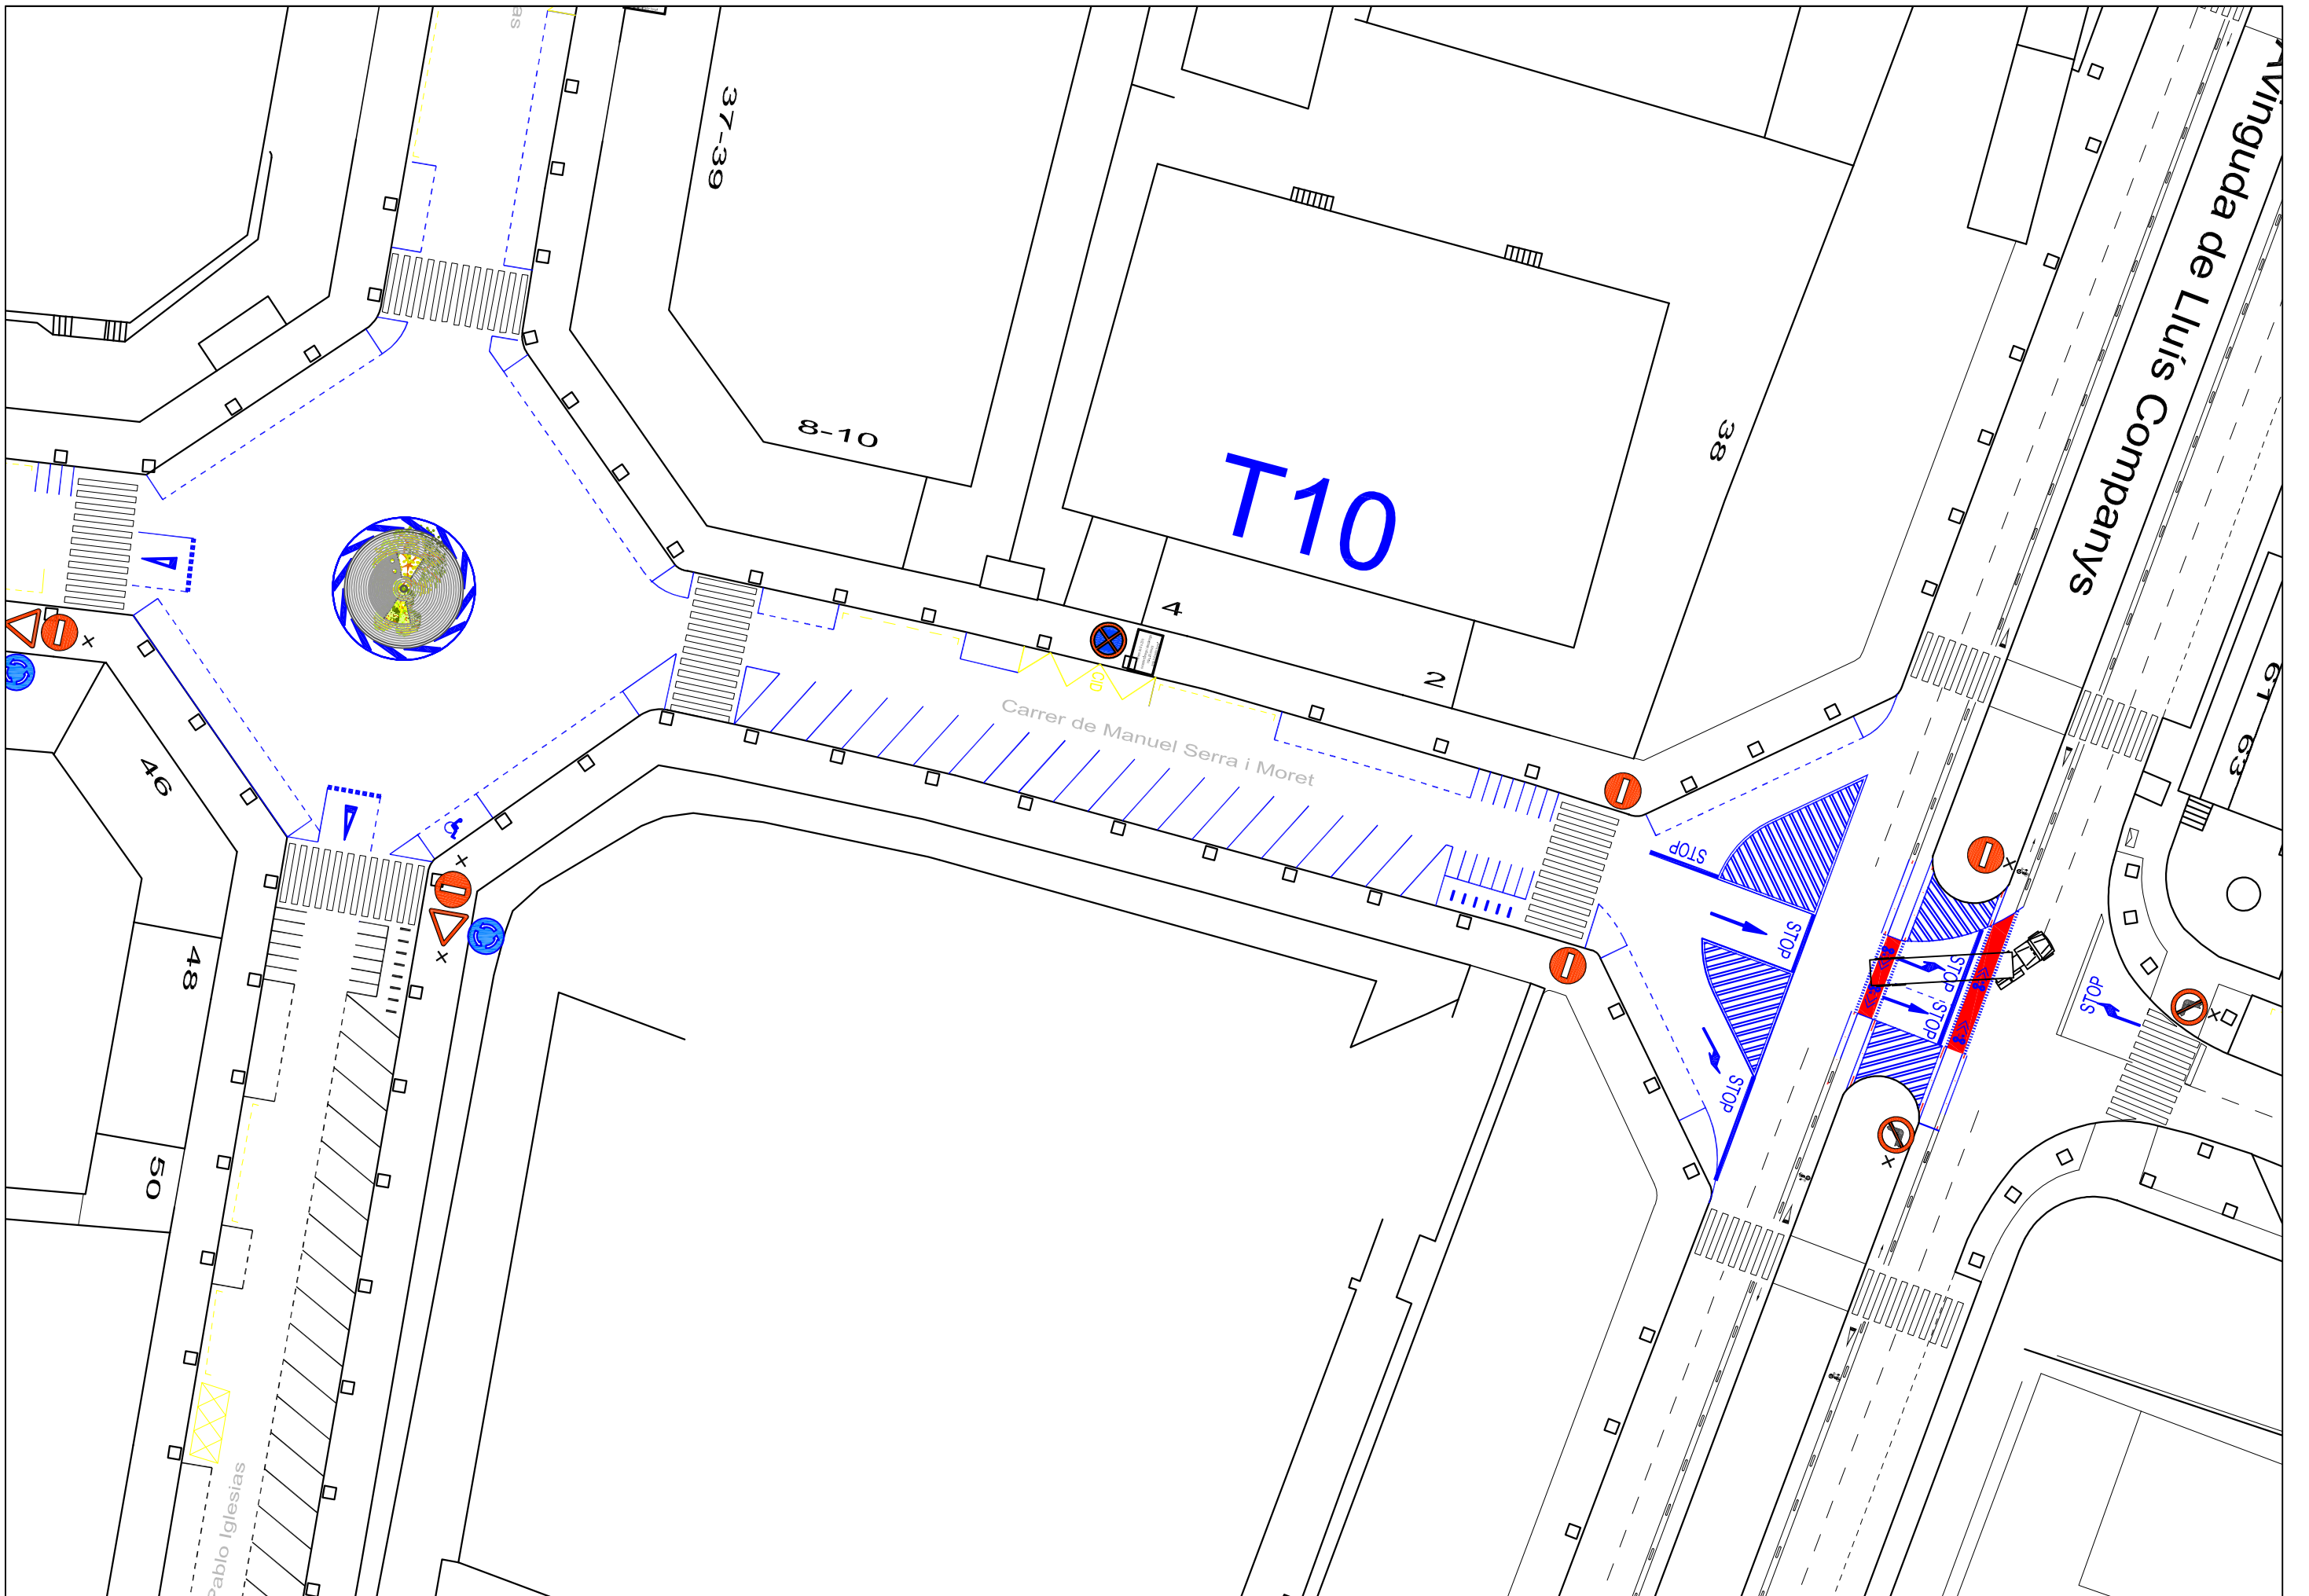 as
37-39
8-10
Avinguda de Lluís Companys
38
T10
4
2
C/D
Carrer de Manuel Serra i Moret
61
63
46
48
50
STOP
STOP
STOP
STOP
STOP
STOP
Pablo Iglesias